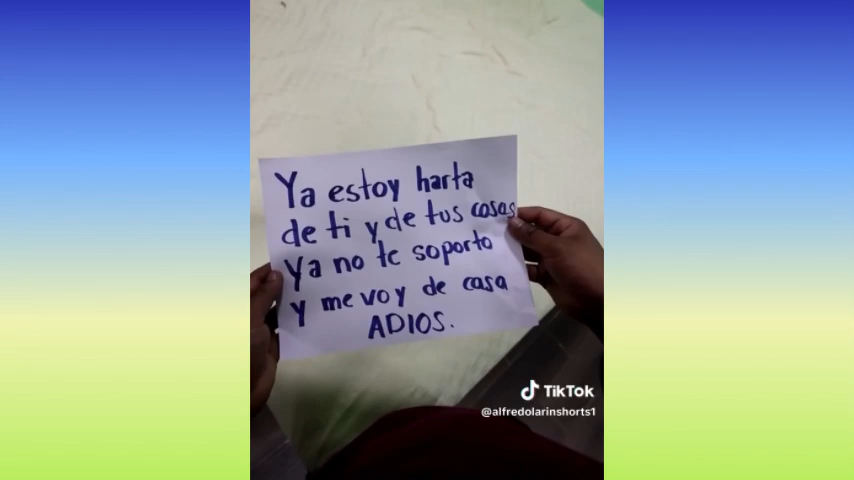 Ya estoy harta
de ti y de tus cosas
Ya no te soporto
y me voy de casa
ADIOS.
TikTok
@alfredolarinshorts1